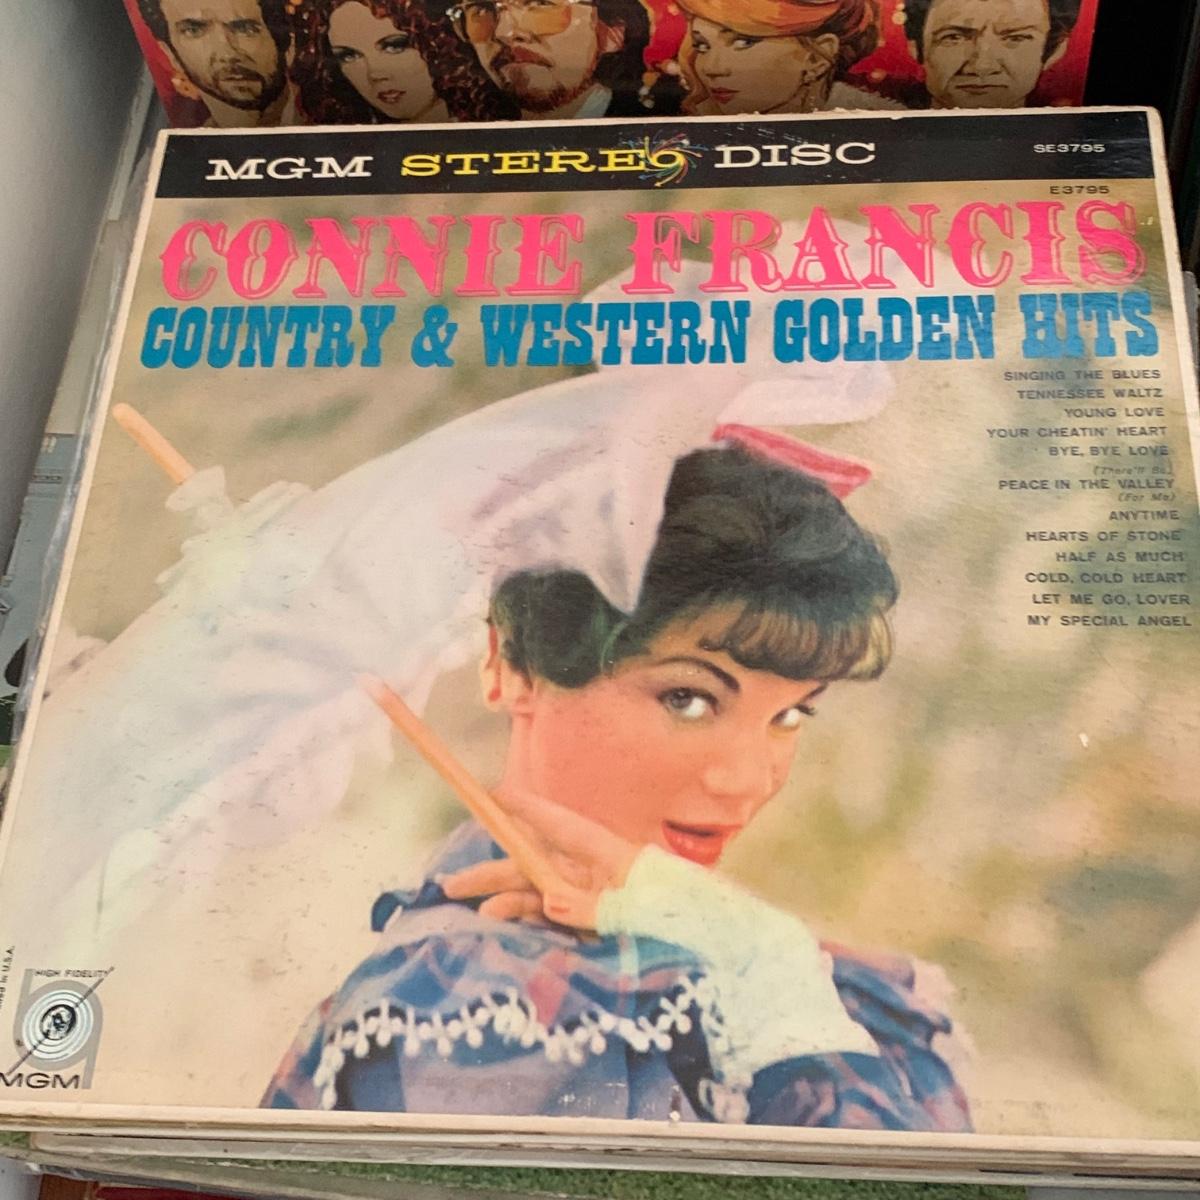 MGM STEREO DISC
SE3795
E3795
CONNIE FRANCIS
COUNTRY & WESTERN GOLDEN HITS
SINGING THE BLUES
TENNESSEE WALTZ
YOUNG LOVE
YOUR CHEATIN' HEART
BYE, BYE LOVE
(There'll Be)
PEACE IN THE VALLEY
(For Me)
ANYTIME
HEARTS OF STONE
HALF AS MUCH
COLD, COLD HEART
LET ME GO, LOVER
MY SPECIAL ANGEL
HIGH FIDELITY
MGM
in U.S.A.